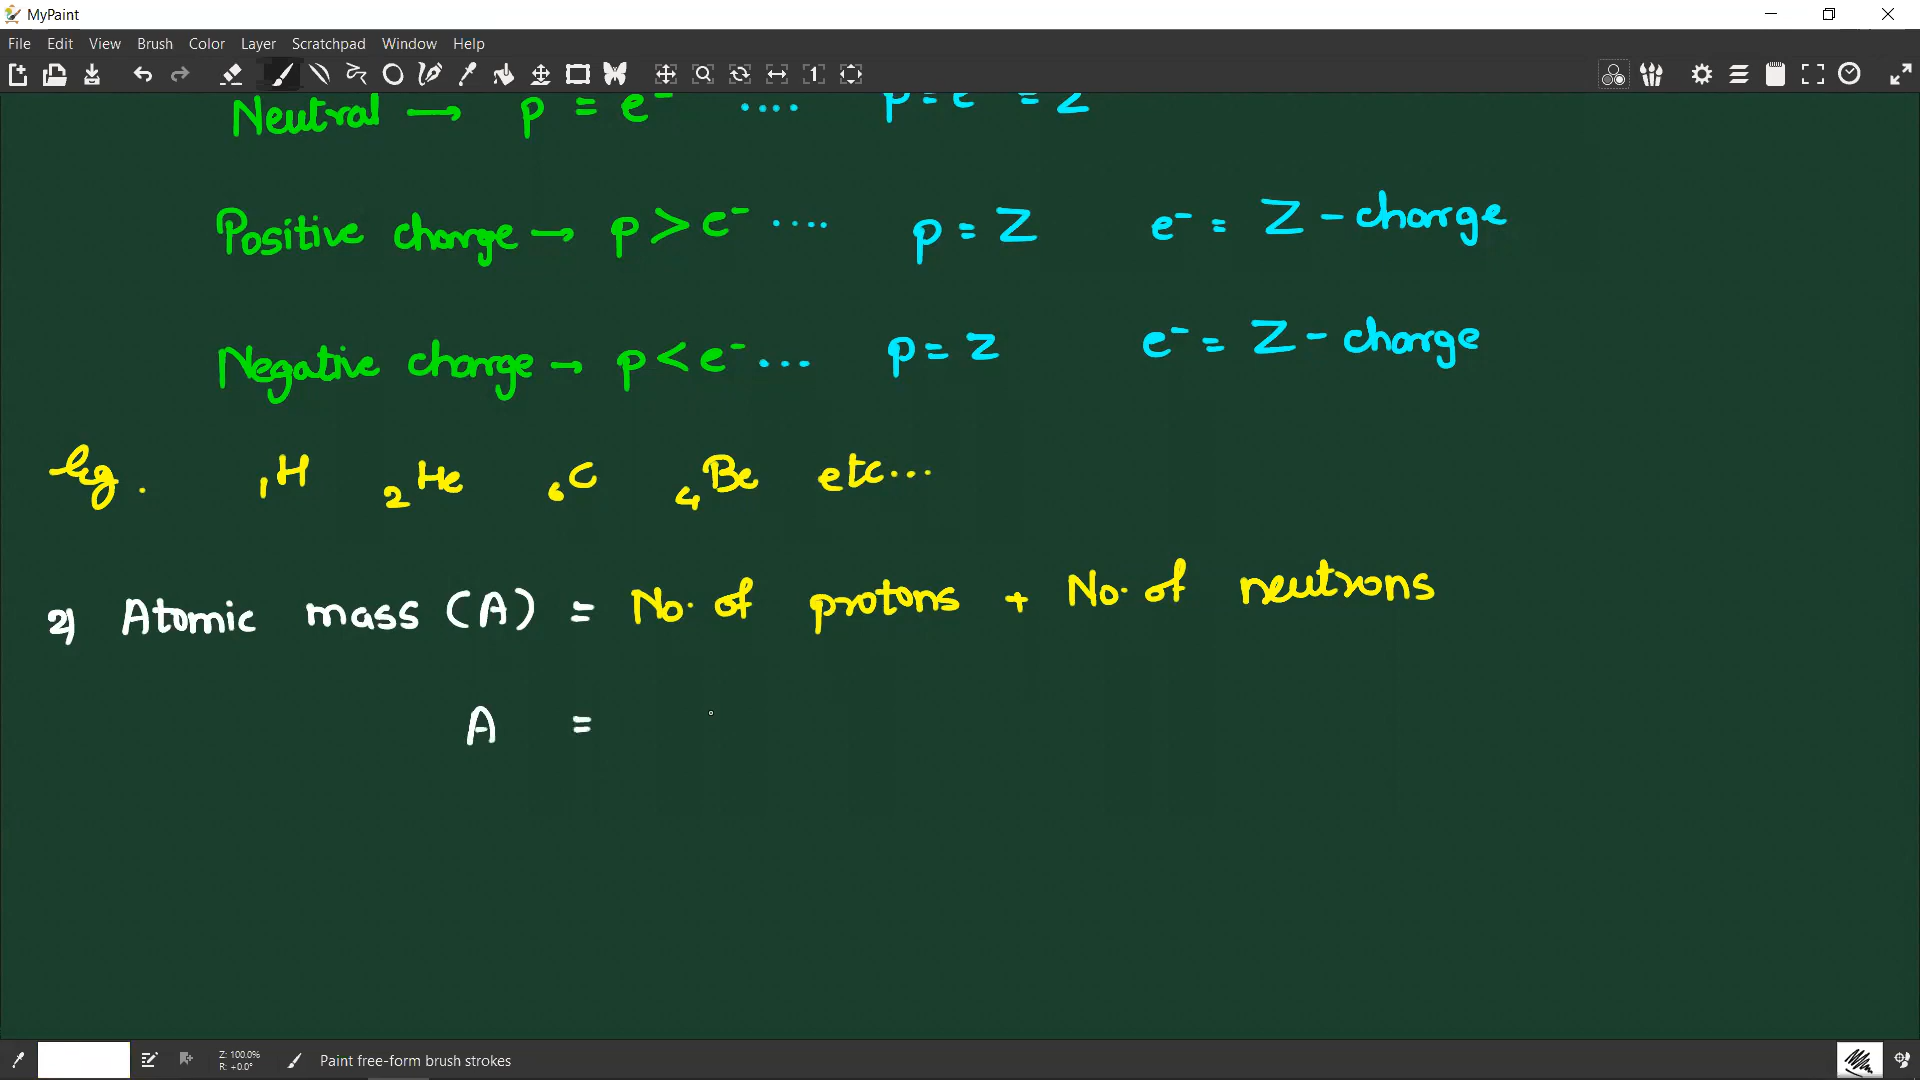 MyPaint
File Edit View Brush Color Layer Scratchpad Window Help
Neutral → p = e⁻ .... p = e⁻ = Z
Positive charge → p > e⁻ .... p = Z e⁻ = Z - charge
Negative charge → p < e⁻ ... p = Z e⁻ = Z - charge
Eg. ₁H ₂He ₆C ₄Be etc...
2) Atomic mass (A) = No. of protons + No. of neutrons
A =
Z: 100.0%
R: +0.0°
Paint free-form brush strokes